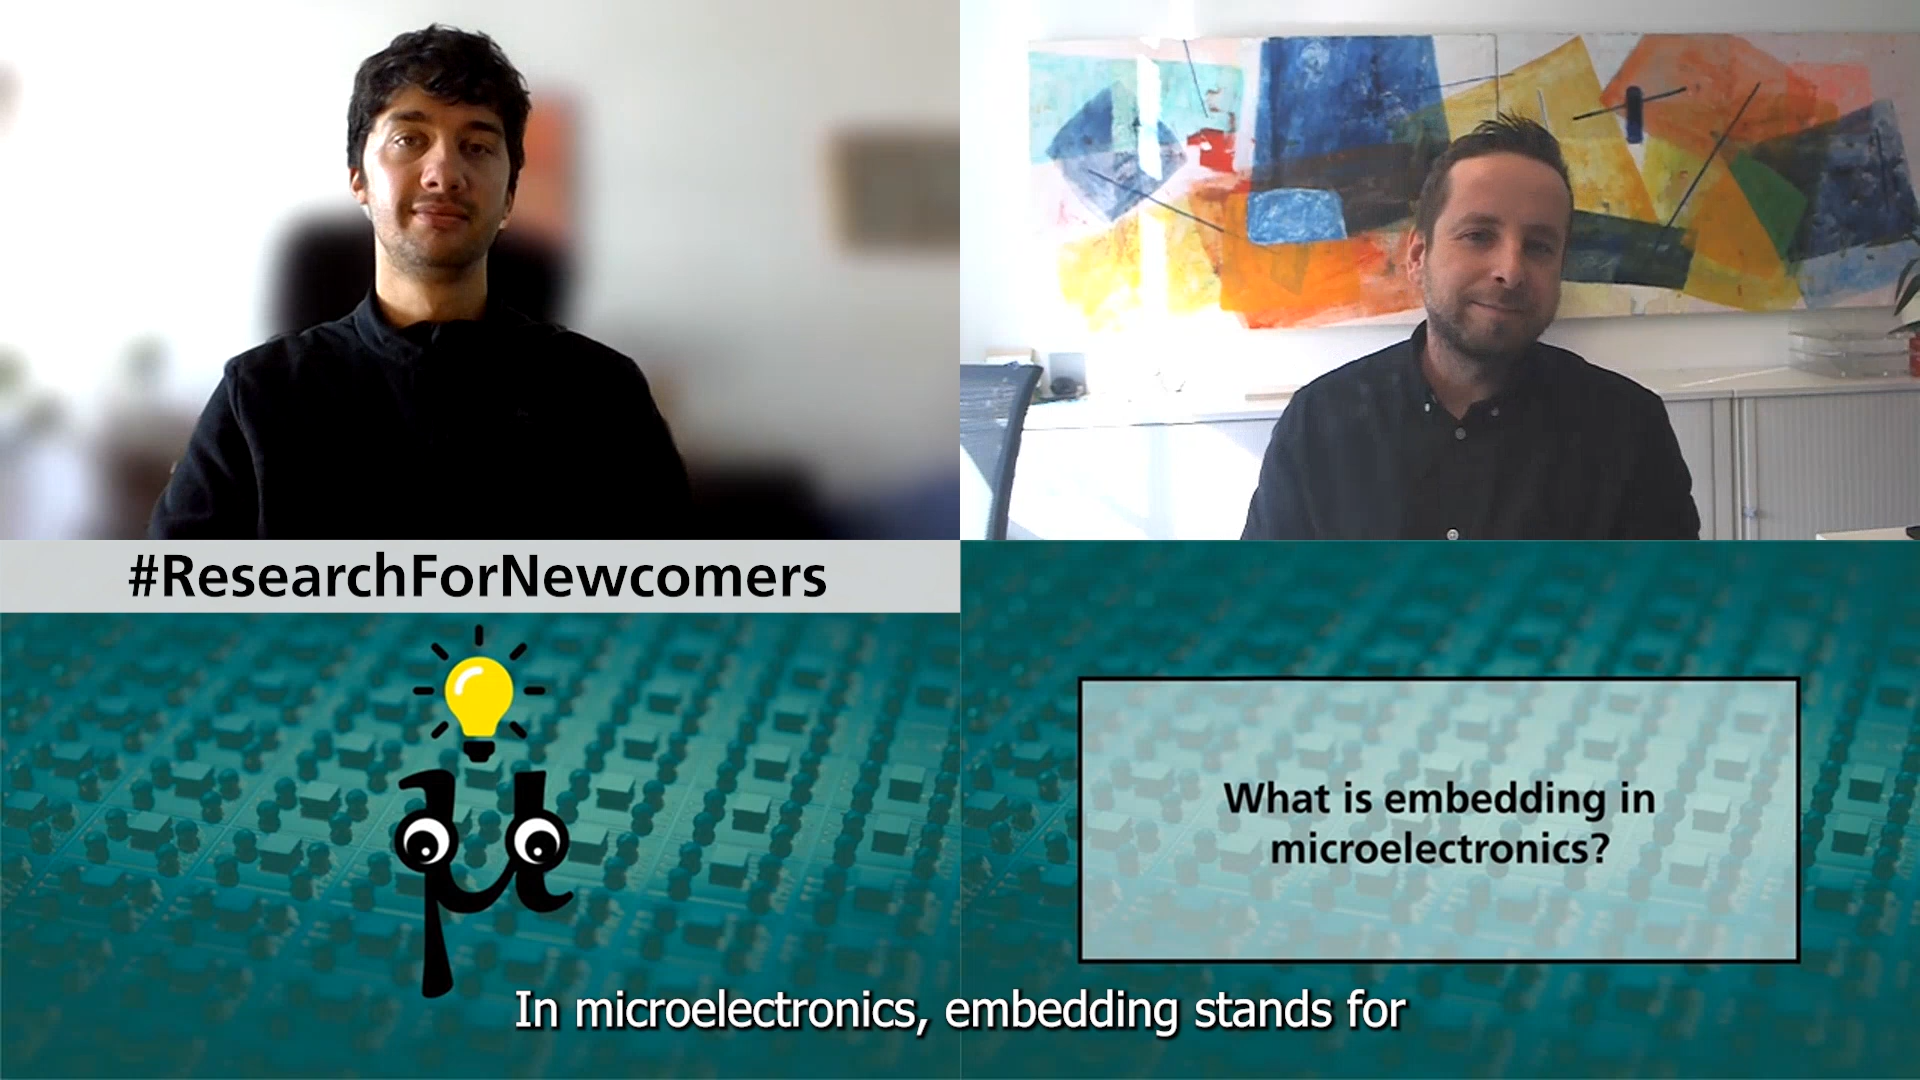 #ResearchForNewcomers
µ
What is embedding in
microelectronics?
In microelectronics, embedding stands for